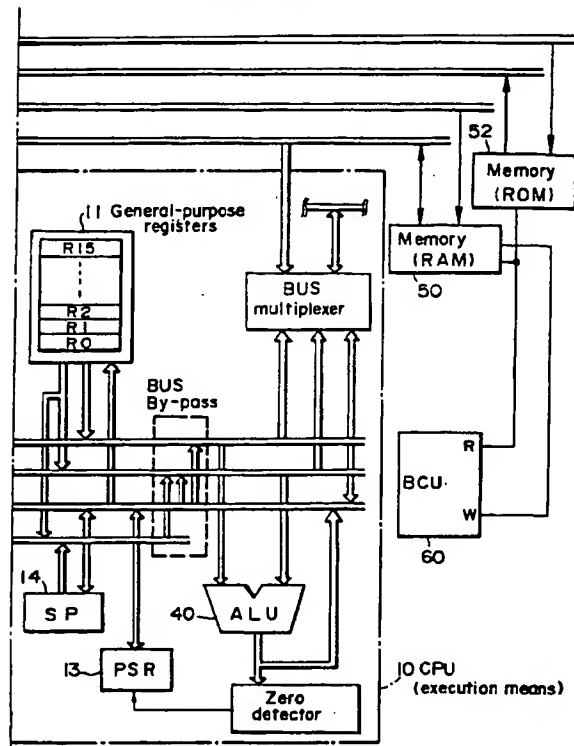 52
Memory
(ROM)
11 General-purpose
registers
R15
R2
R1
R0
Memory
(RAM)
50
BUS
multiplexer
BUS
By-pass
R
BCU
W
60
14
SP
40
ALU
13
PSR
Zero
detector
10 CPU
(execution means)